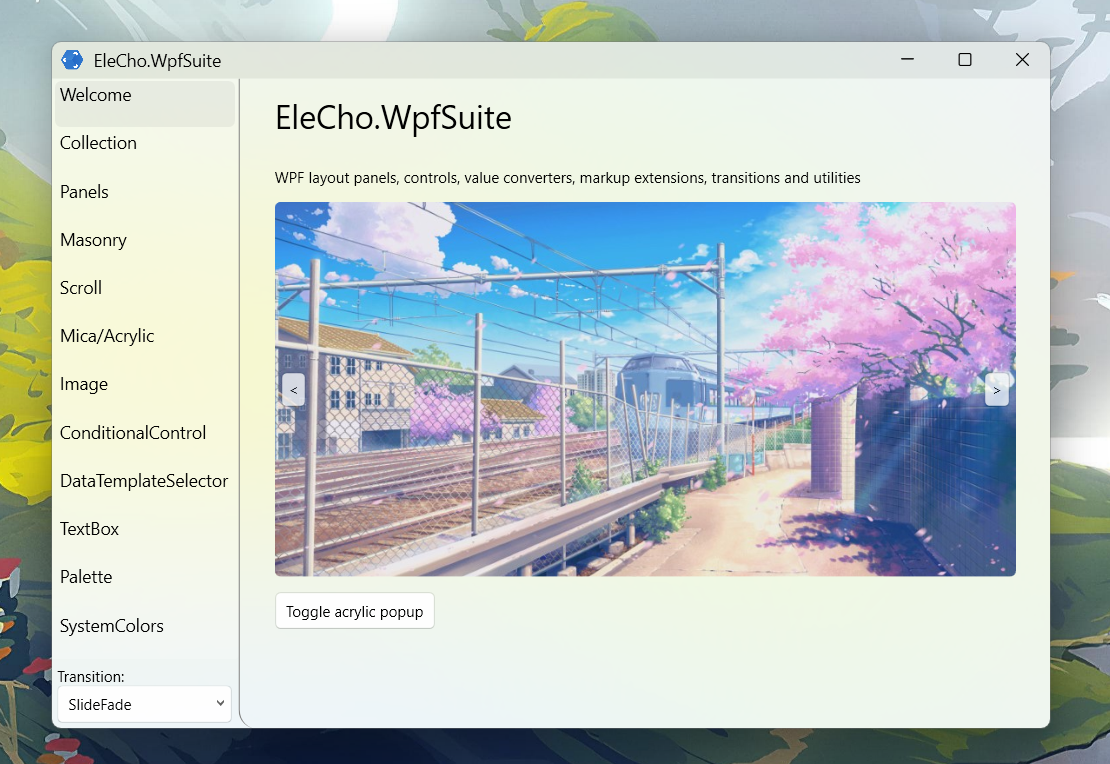 EleCho.WpfSuite
Welcome
Collection
Panels
Masonry
Scroll
Mica/Acrylic
Image
ConditionalControl
DataTemplateSelector
TextBox
Palette
SystemColors
Transition:
SlideFade
EleCho.WpfSuite
WPF layout panels, controls, value converters, markup extensions, transitions and utilities
<
>
Toggle acrylic popup